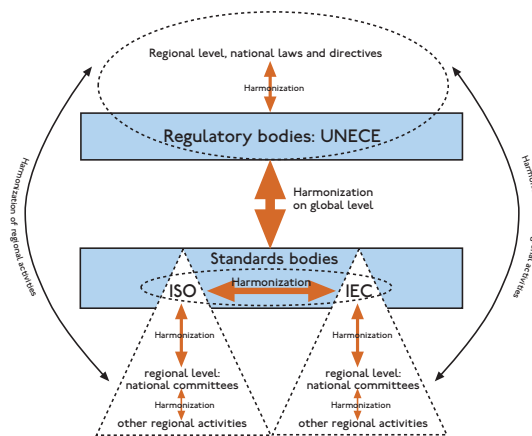 Regional level, national laws and directives
Harmonization
Regulatory bodies: UNECE
Harmonization
on global level
Harmonization of regional activities
Standards bodies
Harmonization
ISO
IEC
Harmonization
Harmonization
regional level:
national committees
regional level:
national committees
Harmonization
Harmonization
other regional activities
other regional activities